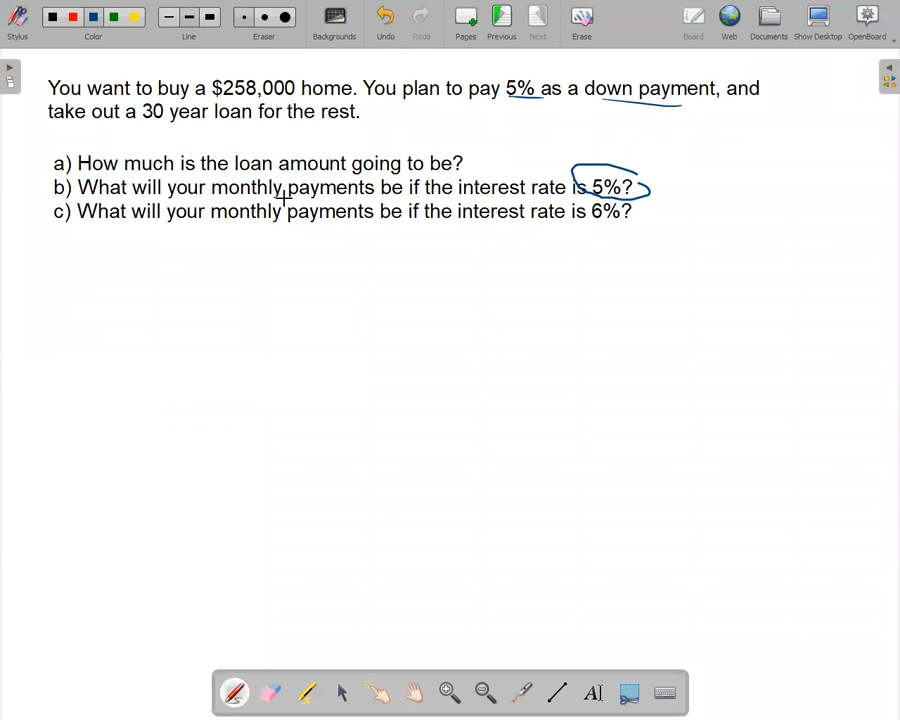 Stylus Color Line Eraser Backgrounds Undo Redo Pages Previous Next Erase Board Web Documents Show Desktop OpenBoard
You want to buy a $258,000 home. You plan to pay 5% as a down payment, and
take out a 30 year loan for the rest.
a) How much is the loan amount going to be?
b) What will your monthly payments be if the interest rate is 5%?
c) What will your monthly payments be if the interest rate is 6%?